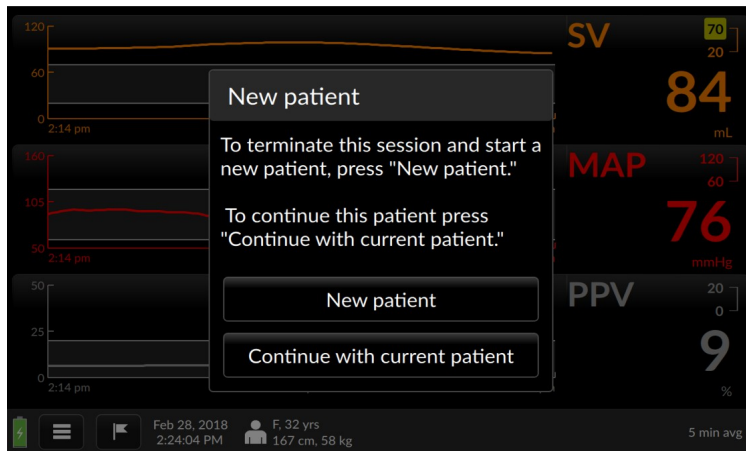 120
60
0
2:14 pm
SV
70
20
84
mL
160
105
50
2:14 pm
MAP
120
60
76
mmHg
50
25
0
2:14 pm
PPV
20
0
9
%
New patient
To terminate this session and start a
new patient, press "New patient."
To continue this patient press
"Continue with current patient."
New patient
Continue with current patient
Feb 28, 2018
2:24:04 PM
F, 32 yrs
167 cm, 58 kg
5 min avg